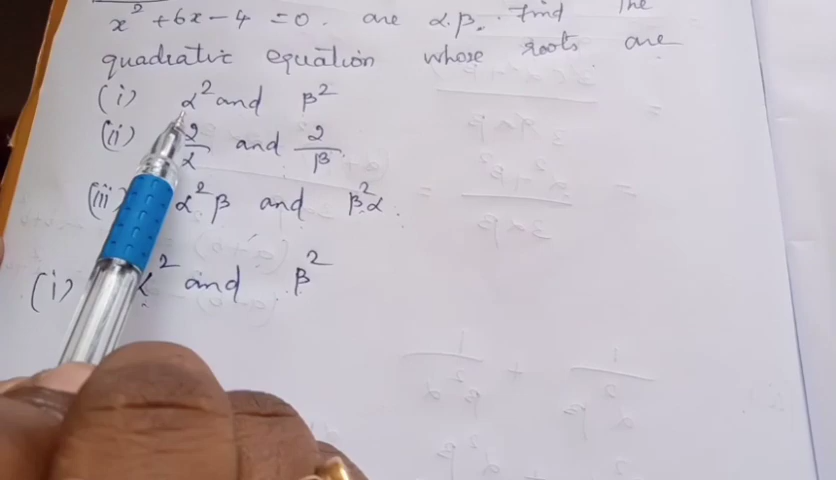 x² + 6x - 4 = 0. are α, β. Find the
quadratic equation whose roots are
(i) α² and β²
(ii) 2/α and 2/β.
(iii) α²β and β²α.
(i) α² and β²